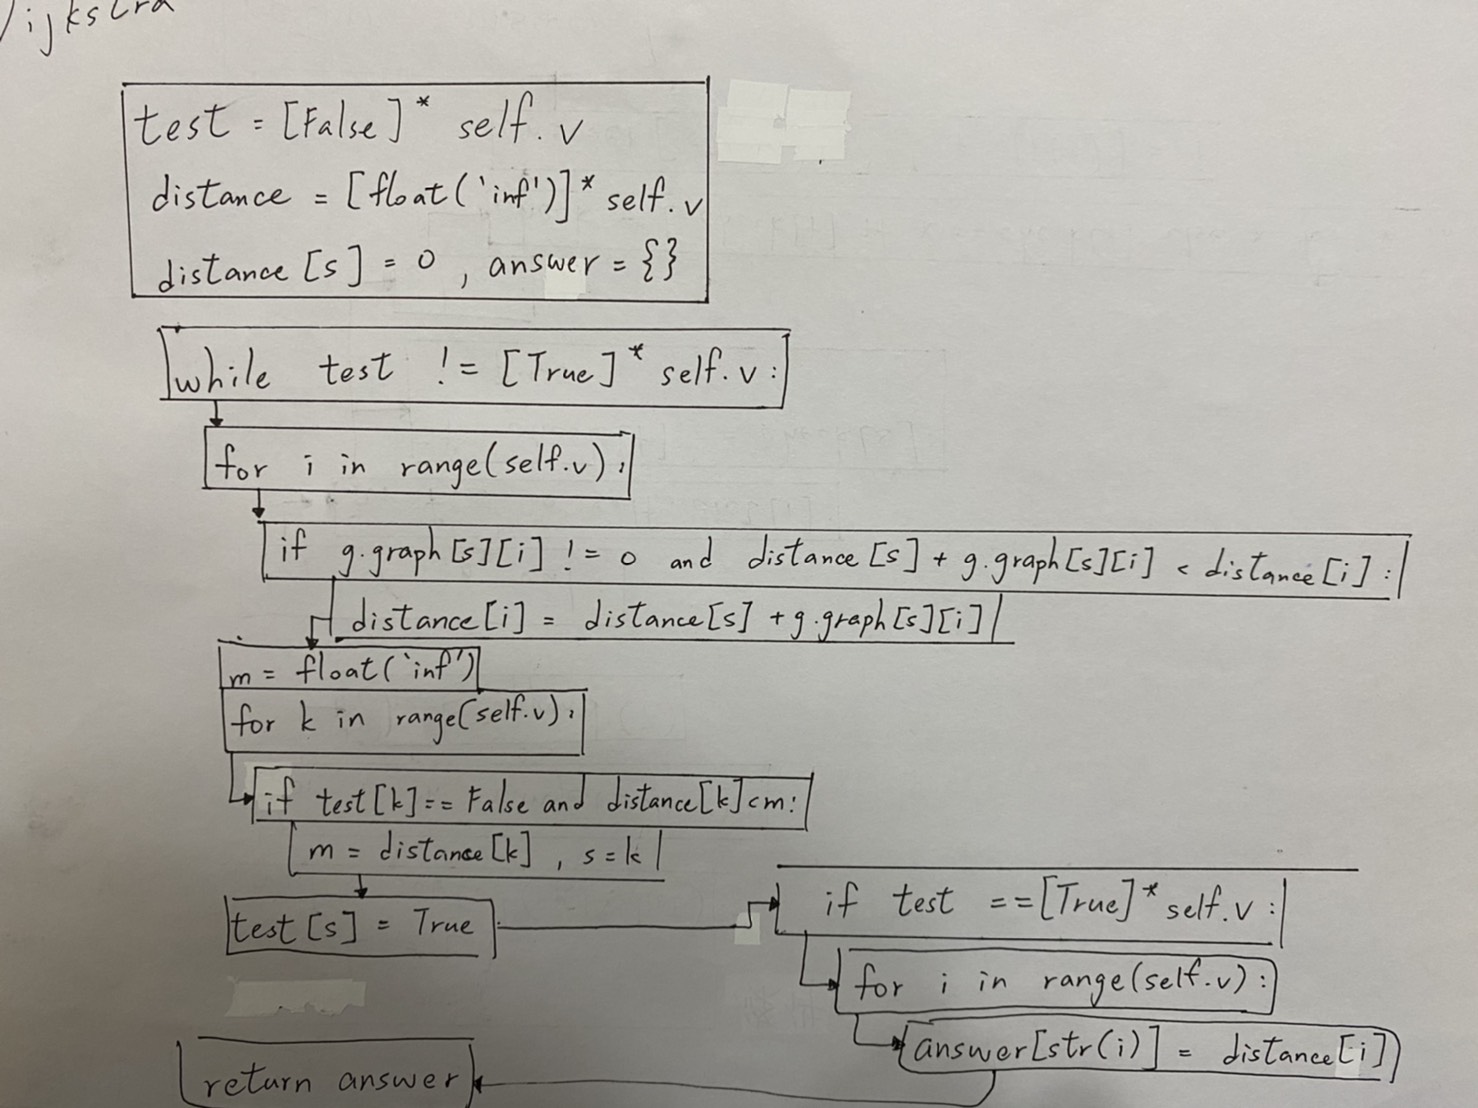 Dijkstra
test = [False] * self.v
distance = [float('inf')] * self.v
distance [s] = 0 , answer = {}
while test != [True] * self.v :
for i in range(self.v) :
if g.graph[s][i] != 0 and distance[s] + g.graph[s][i] < distance[i] :
distance[i] = distance[s] + g.graph[s][i]
m = float('inf')
for k in range(self.v) :
if test[k] == False and distance[k] < m :
m = distance[k] , s = k
test[s] = True
if test == [True] * self.v :
for i in range(self.v) :
answer[str(i)] = distance[i]
return answer